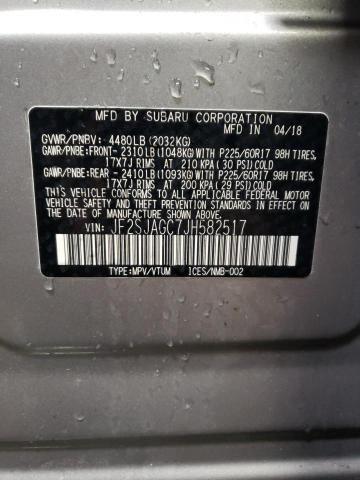 MFD BY SUBARU CORPORATION
MFD IN 04/18
GVWR/PNBV: 4480LB(2032KG)
GAWR/PNBE:FRONT-2310LB(1048KG)WITH P225/60R17 98H TIRES,
17X7J RIMS AT 210 KPA(30 PSI)COLD
GAWR/PNBE:REAR -2410LB(1093KG)WITH P225/60R17 98H TIRES,
17X7J RIMS AT 200 KPA(29 PSI)COLD
THIS VEHICLE CONFORMS TO ALL APPLICABLE FEDERAL MOTOR
VEHICLE SAFETY, BUMPER, AND THEFT PREVENTION
STANDARDS IN EFFECT ON THE DATE OF MANUFACTURE SHOWN ABOVE.
VIN: JF2SJAGC7JH582517
TYPE:MPV/VTUM ICES/NMB-002